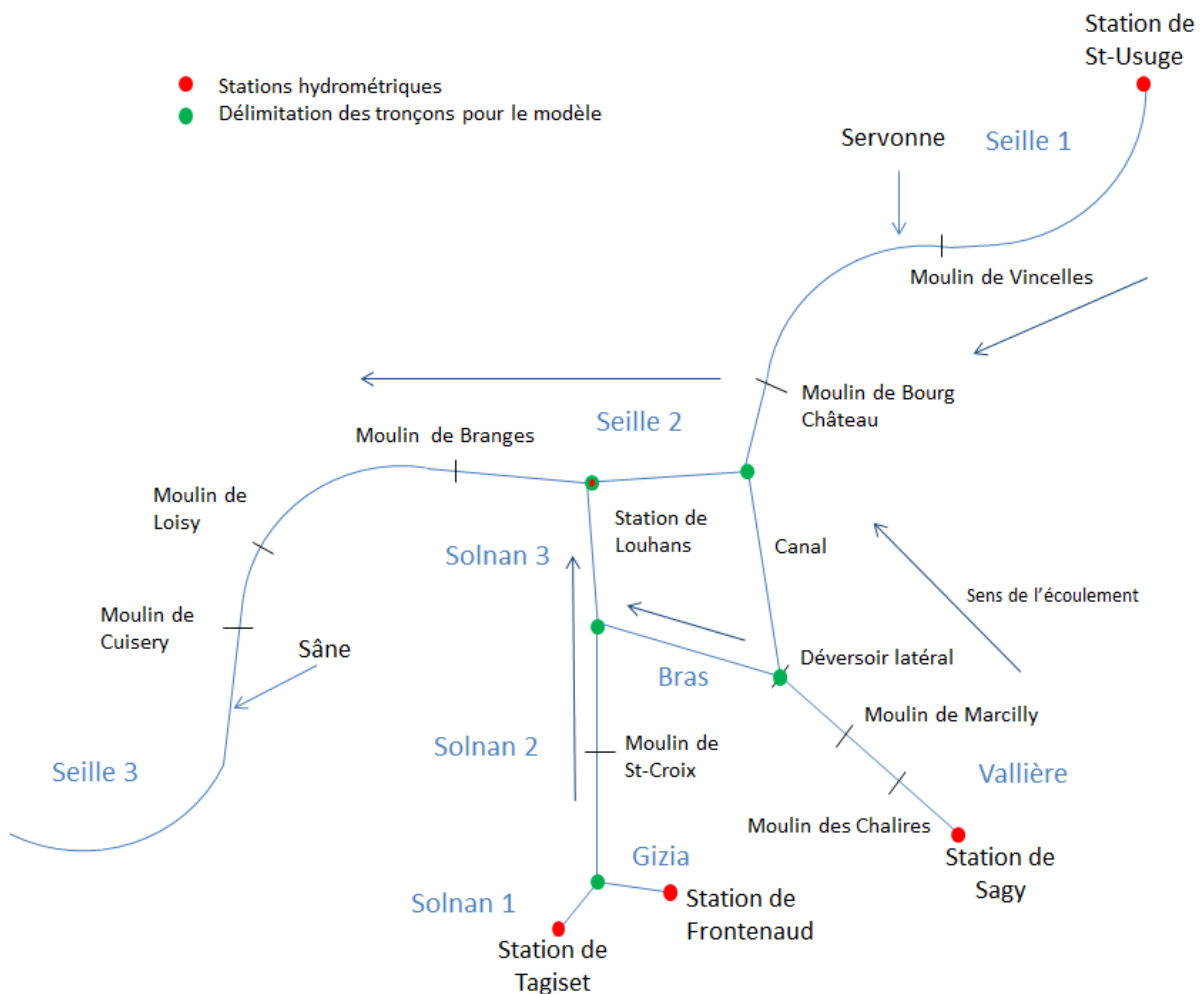 Station de
St-Usuge
Stations hydrométriques
Délimitation des tronçons pour le modèle
Servonne
Seille 1
Moulin de Vincelles
Moulin de Bourg
Château
Seille 2
Moulin de Branges
Moulin de
Loisy
Station de
Louhans
Canal
Solnan 3
Sens de l'écoulement
Moulin de
Cuisery
Sâne
Déversoir latéral
Bras
Moulin de Marcilly
Solnan 2
Moulin de
St-Croix
Seille 3
Vallière
Moulin des Chalires
Gizia
Station de
Sagy
Solnan 1
Station de
Frontenaud
Station de
Tagiset